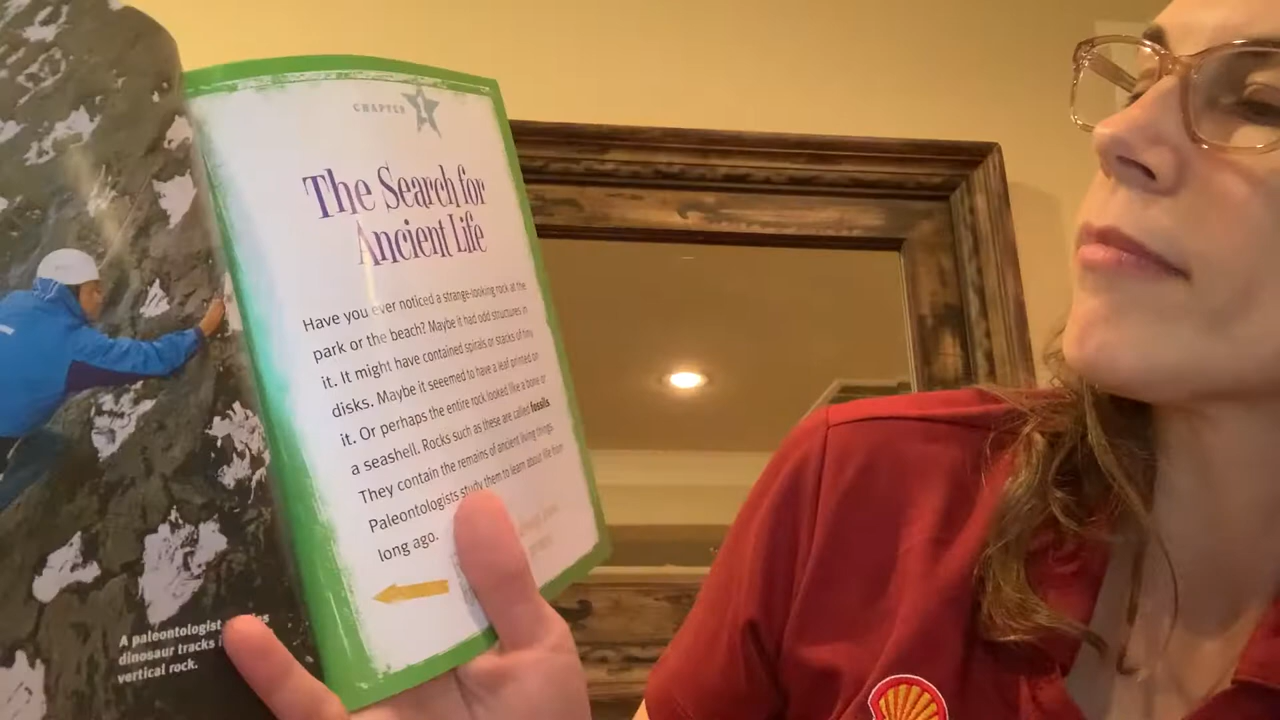 CHAPTER 1
The Search for
Ancient Life
Have you ever noticed a strange-looking rock at the
park or the beach? Maybe it had odd structures in
it. It might have contained spirals or stacks of tiny
disks. Maybe it seeemed to have a leaf printed on
it. Or perhaps the entire rock looked like a bone or
a seashell. Rocks such as these are called fossils.
They contain the remains of ancient living things.
Paleontologists study them to learn about life from
long ago.
A paleontologist
dinosaur tracks
vertical rock.